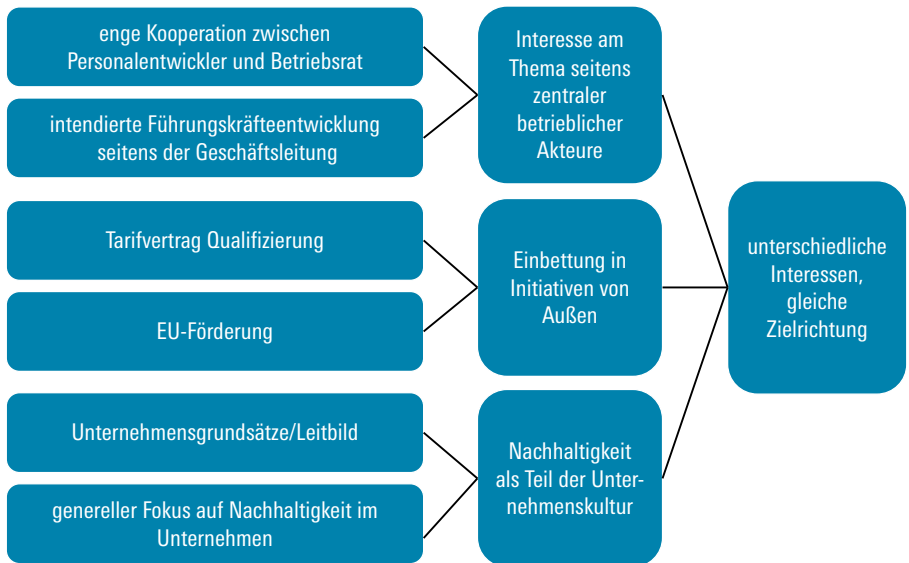 enge Kooperation zwischen
Personalentwickler und Betriebsrat
intendierte Führungskräfteentwicklung
seitens der Geschäftsleitung
Interesse am
Thema seitens
zentraler
betrieblicher
Akteure
Tarifvertrag Qualifizierung
EU-Förderung
Einbettung in
Initiativen von
Außen
Unternehmensgrundsätze/Leitbild
genereller Fokus auf Nachhaltigkeit im
Unternehmen
Nachhaltigkeit
als Teil der Unter-
nehmenskultur
unterschiedliche
Interessen,
gleiche
Zielrichtung